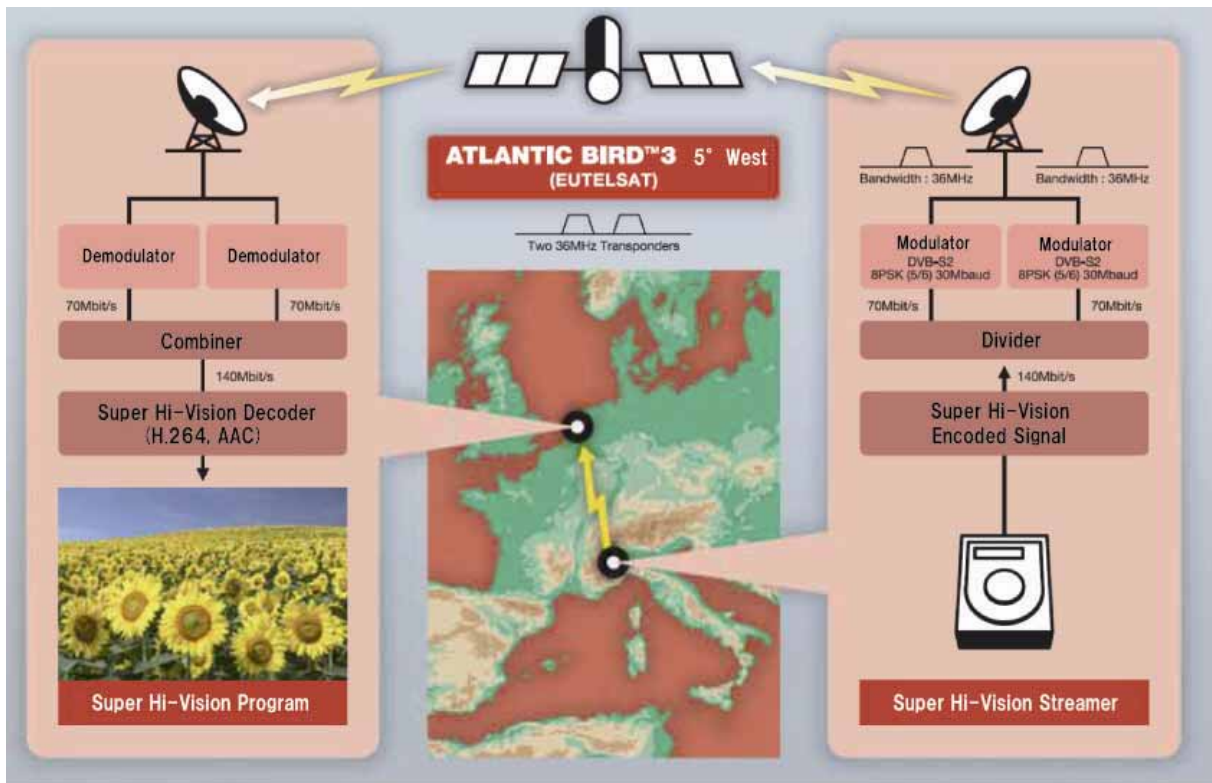 ATLANTIC BIRD™3 5° West
(EUTELSAT)
Two 36MHz Transponders
Demodulator
Demodulator
70Mbit/s
70Mbit/s
Combiner
140Mbit/s
Super Hi-Vision Decoder
(H.264, AAC)
Super Hi-Vision Program
Bandwidth : 36MHz
Bandwidth : 36MHz
Modulator
DVB-S2
8PSK (5/6) 30Mbaud
Modulator
DVB-S2
8PSK (5/6) 30Mbaud
70Mbit/s
70Mbit/s
Divider
140Mbit/s
Super Hi-Vision
Encoded Signal
Super Hi-Vision Streamer